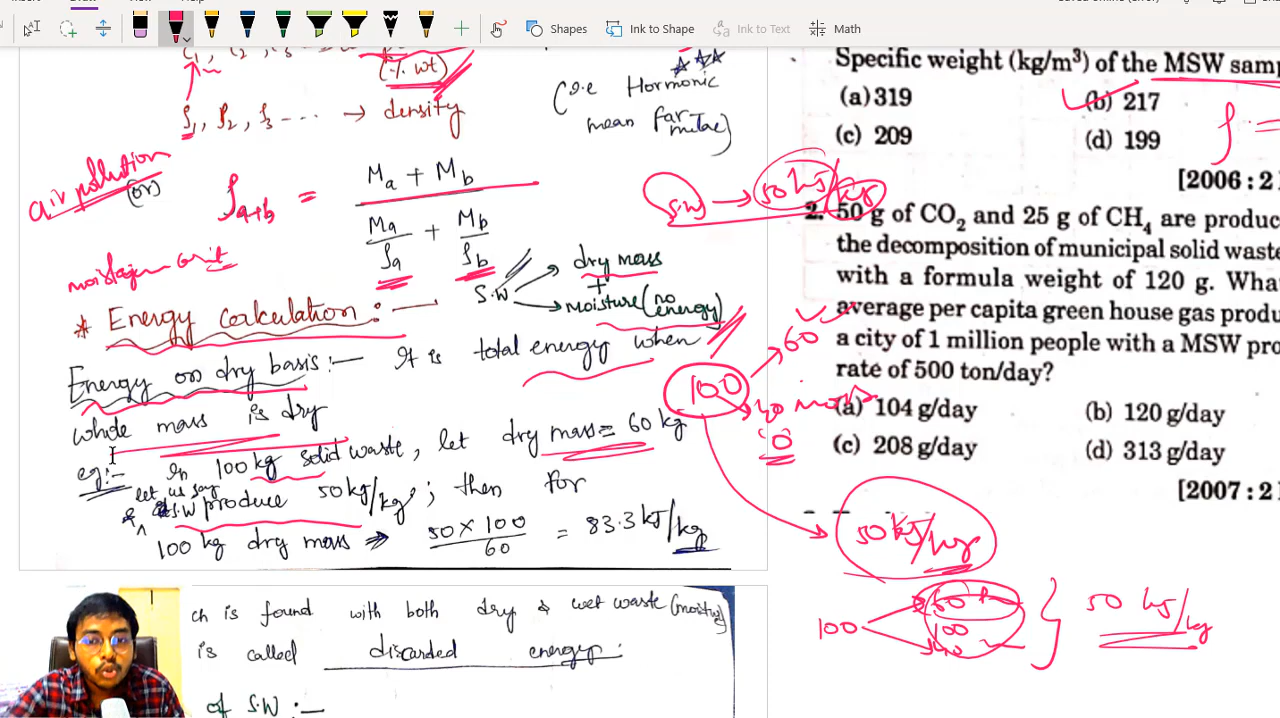 Shapes
Ink to Shape
Ink to Text
Math
(% wt)
ρ1, ρ2, ρ3 ---- → density
(i.e Hormonic
mean
air pollution
(or)
ρa+b = Ma + Mb
Ma/ρa + Mb/ρb
S.W
dry mass
+
moisture (no energy)
* Energy calculation :-
Energy on dry basis :- It is total energy when
whole mass is dry
eg:- In 100 kg solid waste, let dry mass = 60 kg
let us say
S.W produce 50 kJ/kg ; then for
100 kg dry mass ⇒ 50 × 100 / 60 = 83.3 kJ/kg
100
60
40
0
ch is found with both dry & wet waste (moisture)
is called discarded energy.
of S.W :-
Specific weight (kg/m³) of the MSW sam
(a) 319
(b) 217
(c) 209
(d) 199
ρ =
[2006 : 2
S.W → 50 kJ/kg
2. 50 g of CO₂ and 25 g of CH₄ are produc
the decomposition of municipal solid waste
with a formula weight of 120 g. Wha
average per capita green house gas produ
a city of 1 million people with a MSW pro
rate of 500 ton/day?
(a) 104 g/day
(b) 120 g/day
(c) 208 g/day
(d) 313 g/day
[2007 : 2
50 kJ/kg
100
60
100
40
50 kJ/kg